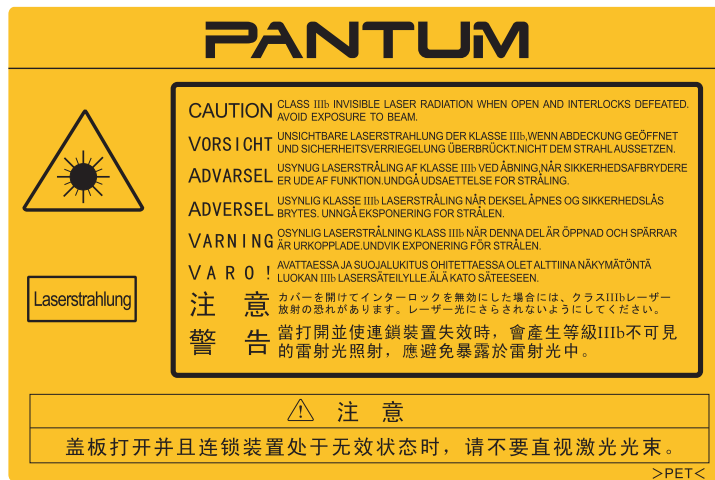 PANTUM
CAUTION CLASS IIIb INVISIBLE LASER RADIATION WHEN OPEN AND INTERLOCKS DEFEATED.
AVOID EXPOSURE TO BEAM.
VORSICHT UNSICHTBARE LASERSTRAHLUNG DER KLASSE IIIb,WENN ABDECKUNG GEÖFFNET
UND SICHERHEITSVERRIEGELUNG ÜBERBRÜCKT.NICHT DEM STRAHL AUSSETZEN.
ADVARSEL USYNUG LASERSTRÅLING AF KLASSE IIIb VED ÅBNING,NÅR SIKKERHEDSAFBRYDERE
ER UDE AF FUNKTION.UNDGÅ UDSAETTELSE FOR STRÅLING.
ADVERSEL USYNLIG KLASSE IIIb LASERSTRÅLING NÅR DEKSEL ÅPNES OG SIKKERHEDSLÅS
BRYTES. UNNGÅ EKSPONERING FOR STRÅLEN.
VARNING OSYNLIG LASERSTRÅLNING KLASS IIIb NÄR DENNA DEL ÄR ÖPPNAD OCH SPÄRRAR
ÄR URKOPPLADE.UNDVIK EXPONERING FÖR STRÅLEN.
VARO! AVATTAESSA JA SUOJALUKITUS OHITETTAESSA OLET ALTTIINA NÄKYMÄTÖNTÄ
LUOKAN IIIb LASERSÄTEILYLLE.ÄLÄ KATO SÄTEESEEN.
注 意 カバーを開けてインターロックを無効にした場合には、クラスIIIbレーザー
放射の恐れがあります。レーザー光にさらされないようにしてください。
警 告 當打開並使連鎖裝置失效時，會產生等級IIIb不可見
的雷射光照射，應避免暴露於雷射光中。
Laserstrahlung
注 意
盖板打开并且连锁装置处于无效状态时，请不要直视激光光束。
>PET<